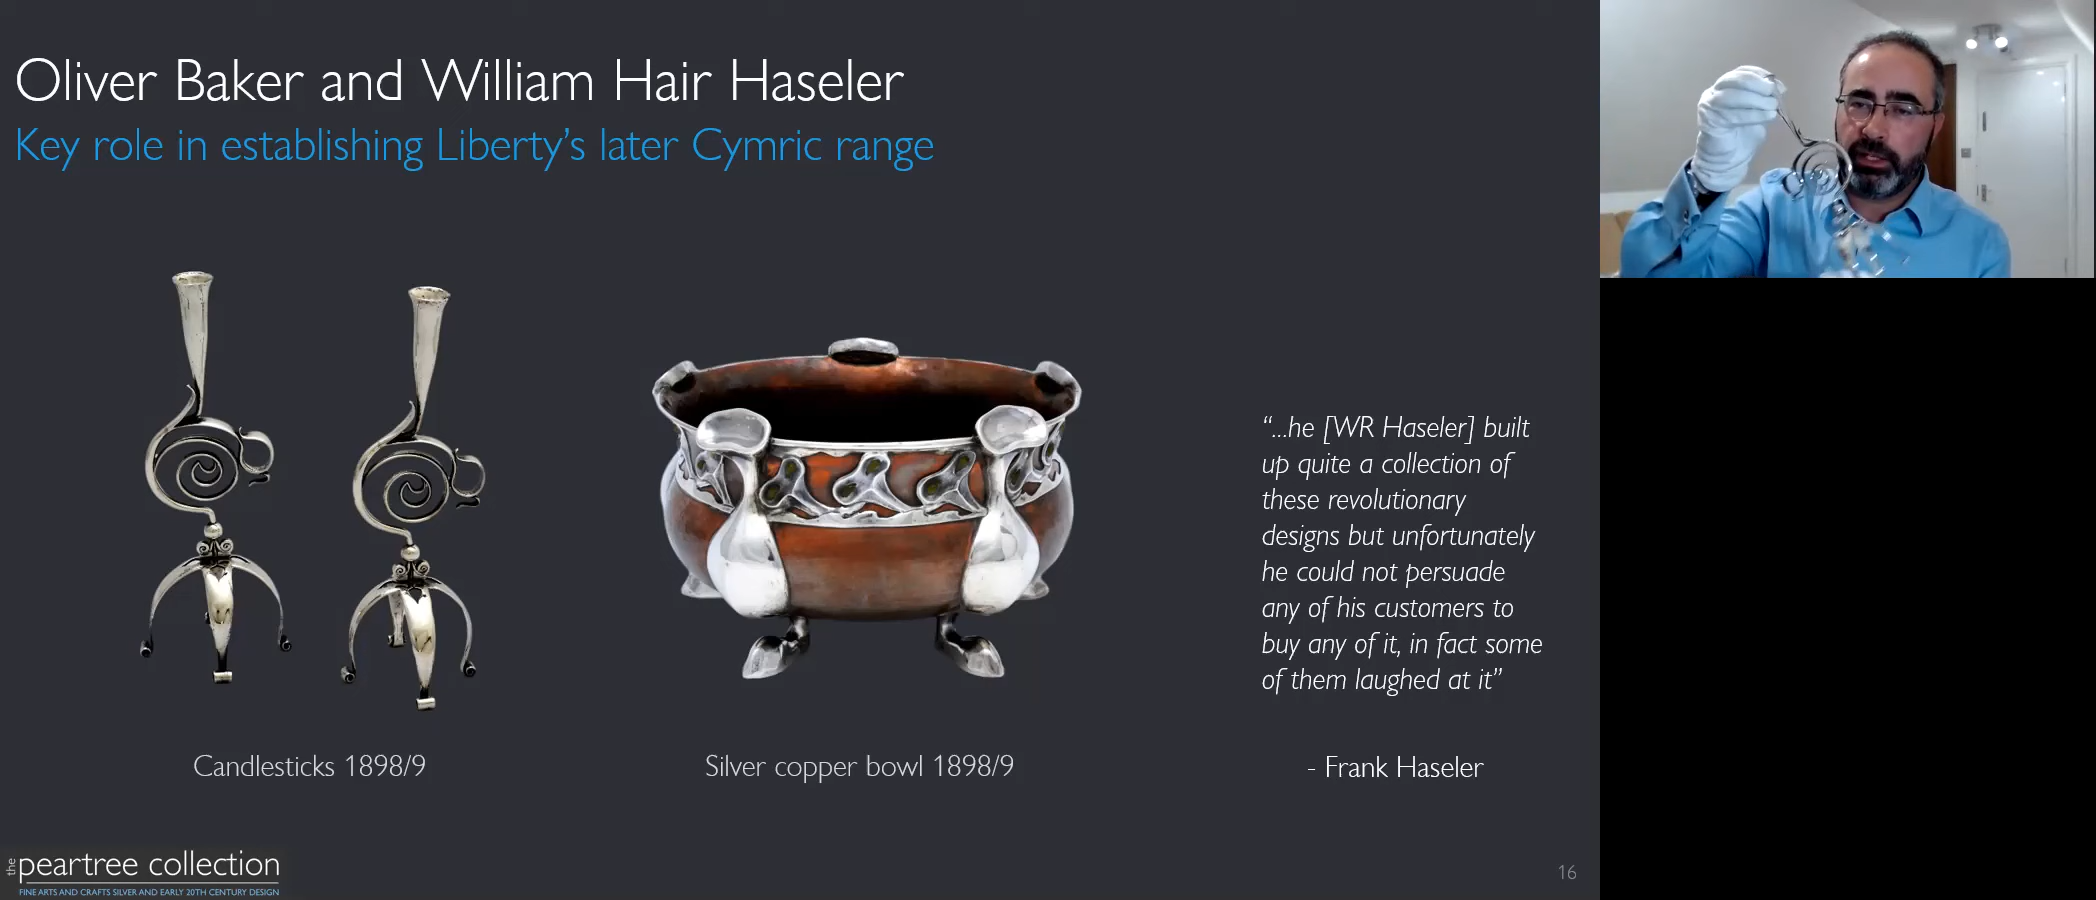 Oliver Baker and William Hair Haseler
Key role in establishing Liberty's later Cymric range
"...he [WR Haseler] built
up quite a collection of
these revolutionary
designs but unfortunately
he could not persuade
any of his customers to
buy any of it, in fact some
of them laughed at it"
Candlesticks 1898/9
Silver copper bowl 1898/9
- Frank Haseler
the peartree collection
FINE ARTS AND CRAFTS SILVER AND EARLY 20TH CENTURY DESIGN
16